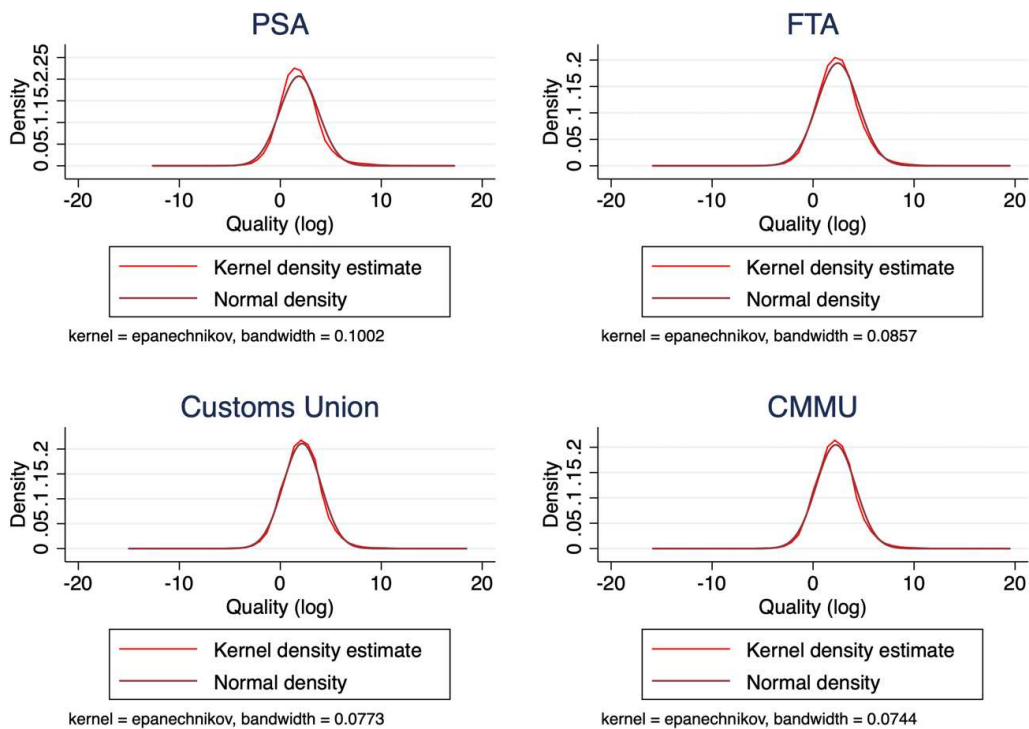 PSA
Density
0 .05 .1 .15 .2 .25
-20 -10 0 10 20
Quality (log)
Kernel density estimate
Normal density
kernel = epanechnikov, bandwidth = 0.1002
FTA
Density
0 .05 .1 .15 .2
-20 -10 0 10 20
Quality (log)
Kernel density estimate
Normal density
kernel = epanechnikov, bandwidth = 0.0857
Customs Union
Density
0 .05 .1 .15 .2
-20 -10 0 10 20
Quality (log)
Kernel density estimate
Normal density
kernel = epanechnikov, bandwidth = 0.0773
CMMU
Density
0 .05 .1 .15 .2
-20 -10 0 10 20
Quality (log)
Kernel density estimate
Normal density
kernel = epanechnikov, bandwidth = 0.0744